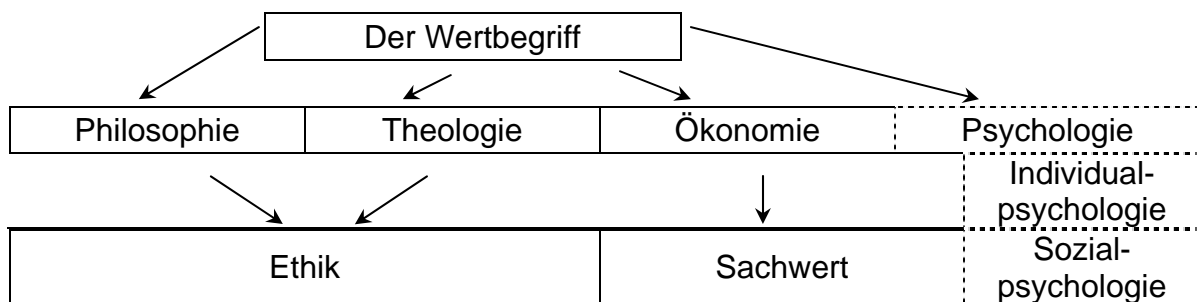 Der Wertbegriff
Philosophie
Theologie
Ökonomie
Psychologie
Individual-
psychologie
Ethik
Sachwert
Sozial-
psychologie